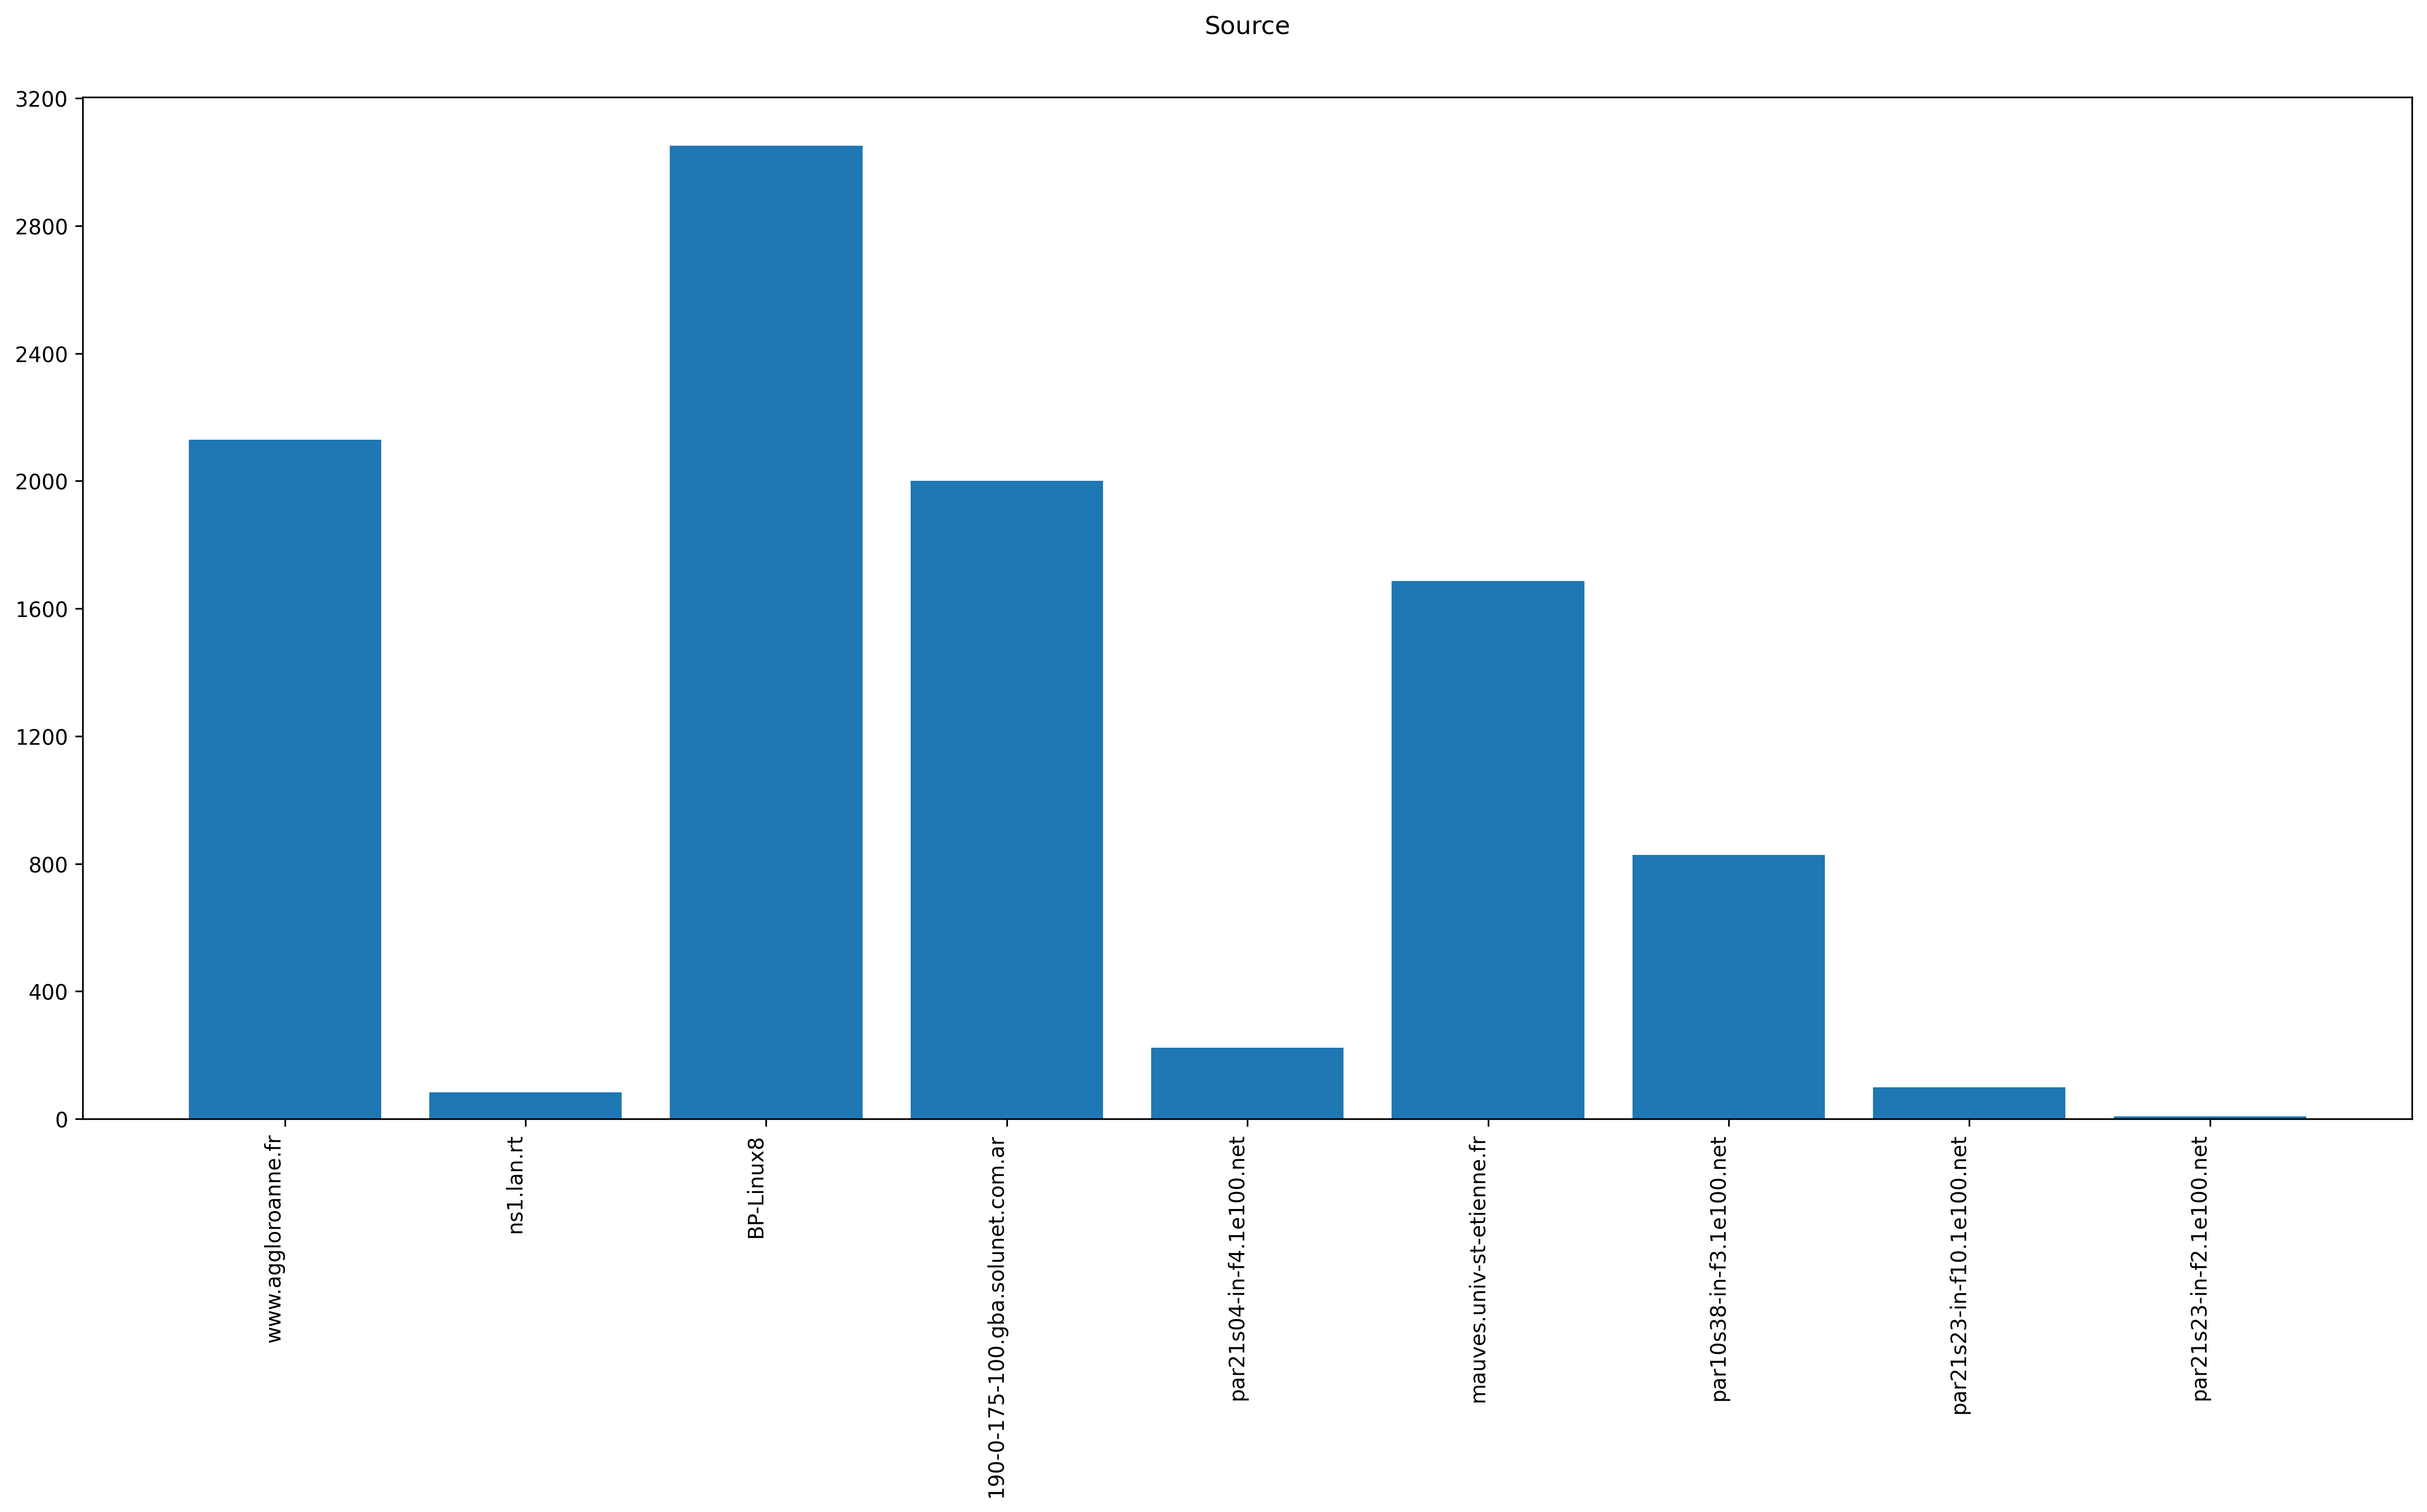 Source
3200
2800
2400
2000
1600
1200
800
400
0
www.aggloroanne.fr
ns1.lan.rt
BP-Linux8
190-0-175-100.gba.solunet.com.ar
par21s04-in-f4.1e100.net
mauves.univ-st-etienne.fr
par10s38-in-f3.1e100.net
par21s23-in-f10.1e100.net
par21s23-in-f2.1e100.net